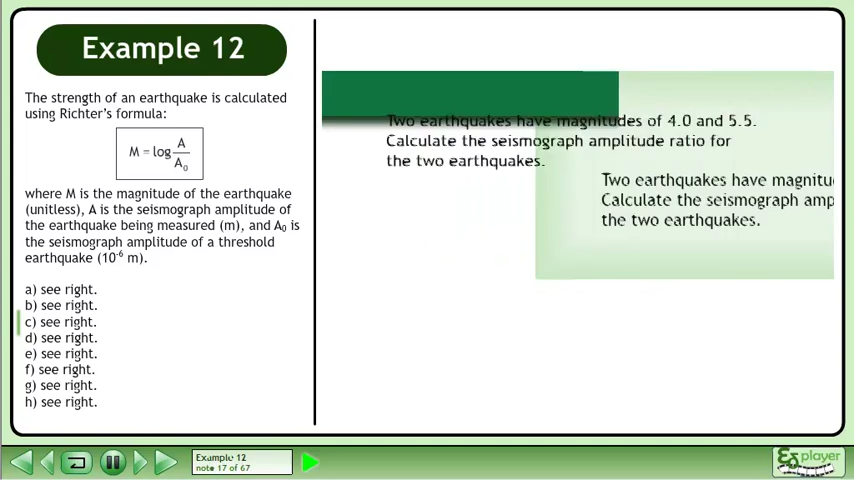 Example 12
The strength of an earthquake is calculated
using Richter's formula:
M = log A/A₀
where M is the magnitude of the earthquake
(unitless), A is the seismograph amplitude of
the earthquake being measured (m), and A₀ is
the seismograph amplitude of a threshold
earthquake (10⁻⁶ m).
a) see right.
b) see right.
c) see right.
d) see right.
e) see right.
f) see right.
g) see right.
h) see right.
Two earthquakes have magnitudes of 4.0 and 5.5.
Calculate the seismograph amplitude ratio for
the two earthquakes.
Two earthquakes have magnitu
Calculate the seismograph amp
the two earthquakes.
Example 12
note 17 of 67
player